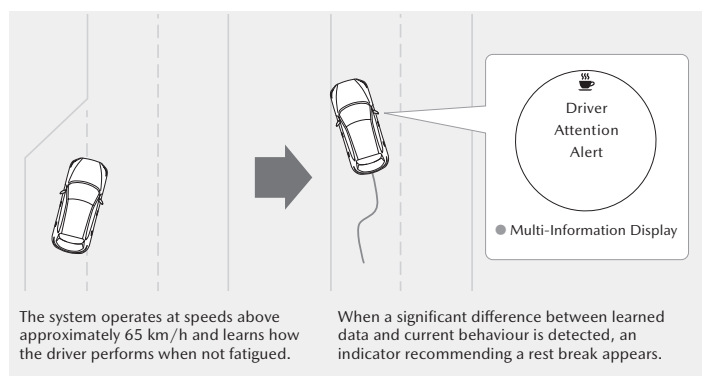 Driver
Attention
Alert
Multi-Information Display
The system operates at speeds above
approximately 65 km/h and learns how
the driver performs when not fatigued.
When a significant difference between learned
data and current behaviour is detected, an
indicator recommending a rest break appears.